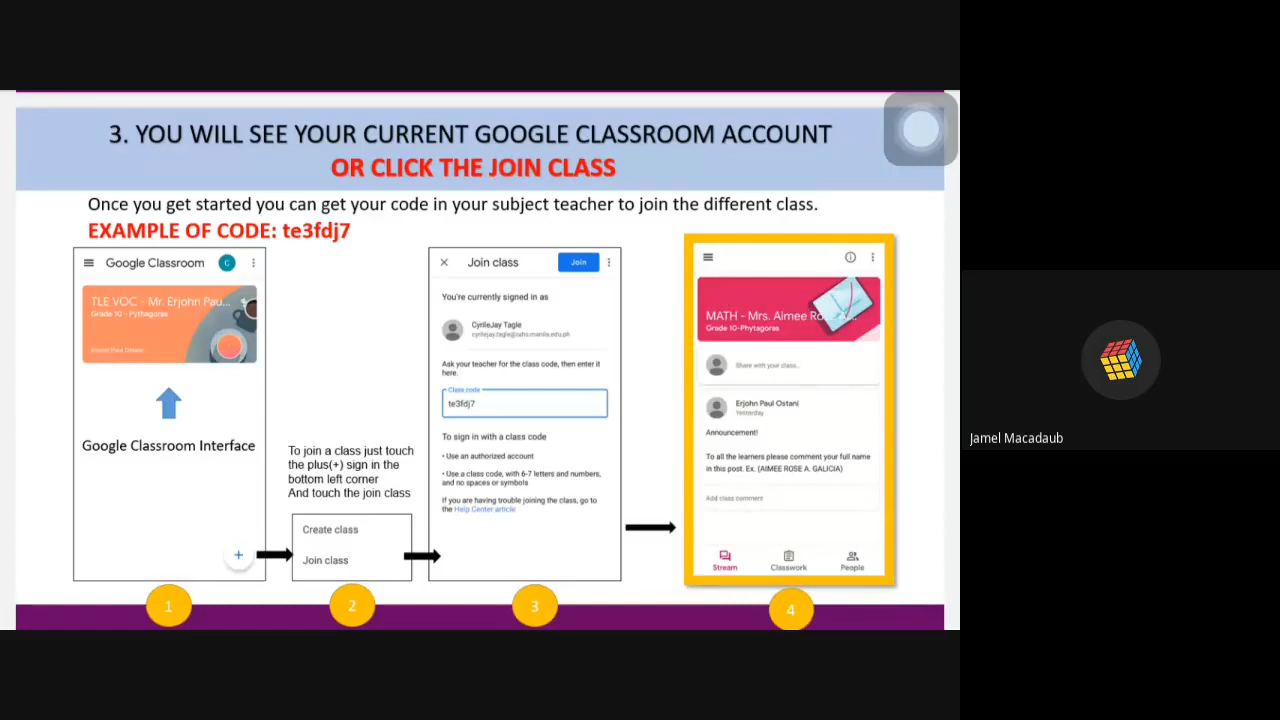 3. YOU WILL SEE YOUR CURRENT GOOGLE CLASSROOM ACCOUNT
OR CLICK THE JOIN CLASS
Once you get started you can get your code in your subject teacher to join the different class.
EXAMPLE OF CODE: te3fdj7
Google Classroom
C
TLE VOC - Mr. Erjohn Pau...
Grade 10 - Pythagoras
Erjohn Paul Ostani
Google Classroom Interface
+
1
To join a class just touch
the plus(+) sign in the
bottom left corner
And touch the join class
Create class
Join class
2
Join class
Join
You're currently signed in as
CyrileJay Tagle
Ask your teacher for the class code, then enter it
here.
Class code
te3fdj7
To sign in with a class code
• Use an authorized account
• Use a class code, with 6-7 letters and numbers,
and no spaces or symbols
If you are having trouble joining the class, go to
the Help Center article
3
MATH - Mrs. Aimee Ro
Grade 10-Phytagoras
Share with your class...
Erjohn Paul Ostani
Yesterday
Announcement!
To all the learners please comment your full name
in this post. Ex. (AIMEE ROSE A. GALICIA)
Add class comment
Stream
Classwork
People
4
Jamel Macadaub